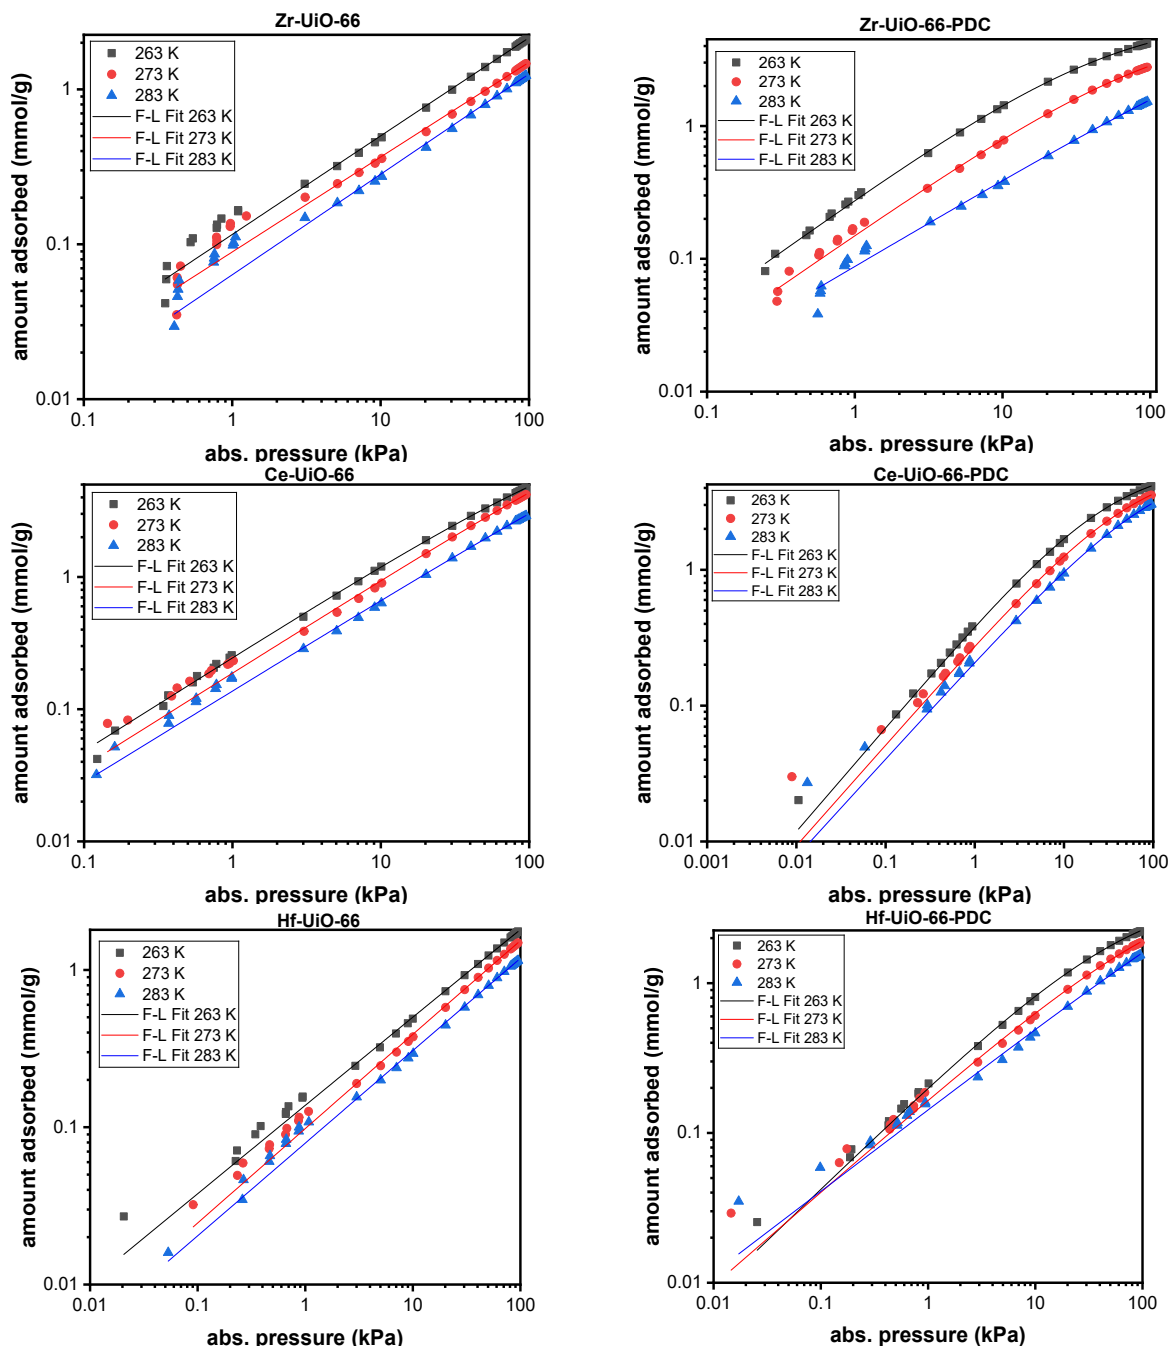 Zr-UiO-66
263 K
273 K
283 K
F-L Fit 263 K
F-L Fit 273 K
F-L Fit 283 K
amount adsorbed (mmol/g)
1
0.1
0.01
0.1
1
10
100
abs. pressure (kPa)
Zr-UiO-66-PDC
263 K
273 K
283 K
F-L Fit 263 K
F-L Fit 273 K
F-L Fit 283 K
amount adsorbed (mmol/g)
1
0.1
0.01
0.1
1
10
100
abs. pressure (kPa)
Ce-UiO-66
263 K
273 K
283 K
F-L Fit 263 K
F-L Fit 273 K
F-L Fit 283 K
amount adsorbed (mmol/g)
1
0.1
0.01
0.1
1
10
100
abs. pressure (kPa)
Ce-UiO-66-PDC
263 K
273 K
283 K
F-L Fit 263 K
F-L Fit 273 K
F-L Fit 283 K
amount adsorbed (mmol/g)
1
0.1
0.01
0.001
0.01
0.1
1
10
100
abs. pressure (kPa)
Hf-UiO-66
263 K
273 K
283 K
F-L Fit 263 K
F-L Fit 273 K
F-L Fit 283 K
amount adsorbed (mmol/g)
1
0.1
0.01
0.01
0.1
1
10
100
abs. pressure (kPa)
Hf-UiO-66-PDC
263 K
273 K
283 K
F-L Fit 263 K
F-L Fit 273 K
F-L Fit 283 K
amount adsorbed (mmol/g)
1
0.1
0.01
0.01
0.1
1
10
100
abs. pressure (kPa)